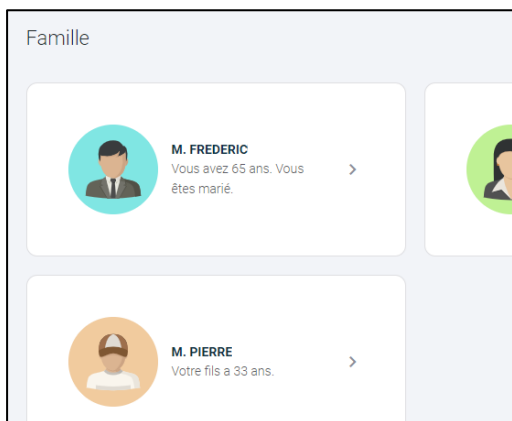 Famille
M. FREDERIC
Vous avez 65 ans. Vous
êtes marié.
M. PIERRE
Votre fils a 33 ans.